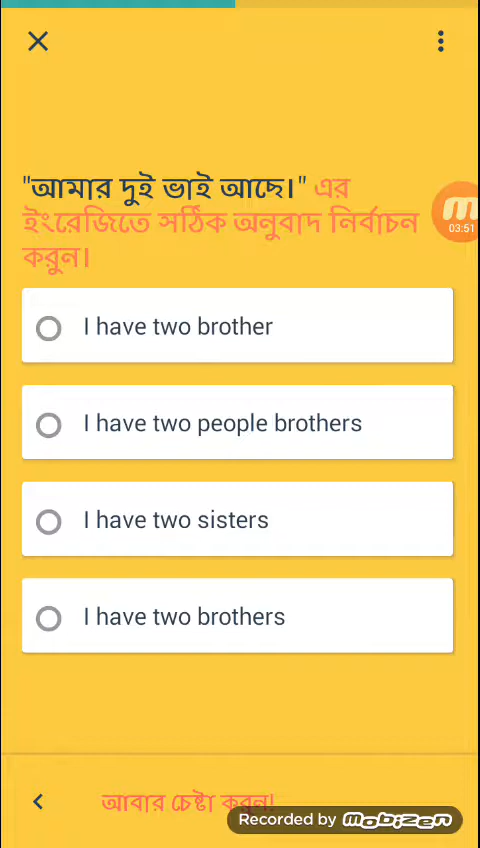 "আমার দুই ভাই আছে।" এর
ইংরেজিতে সঠিক অনুবাদ নির্বাচন
করুন।
03:51
I have two brother
I have two people brothers
I have two sisters
I have two brothers
আবার চেষ্টা করুন!
Recorded by mobizen